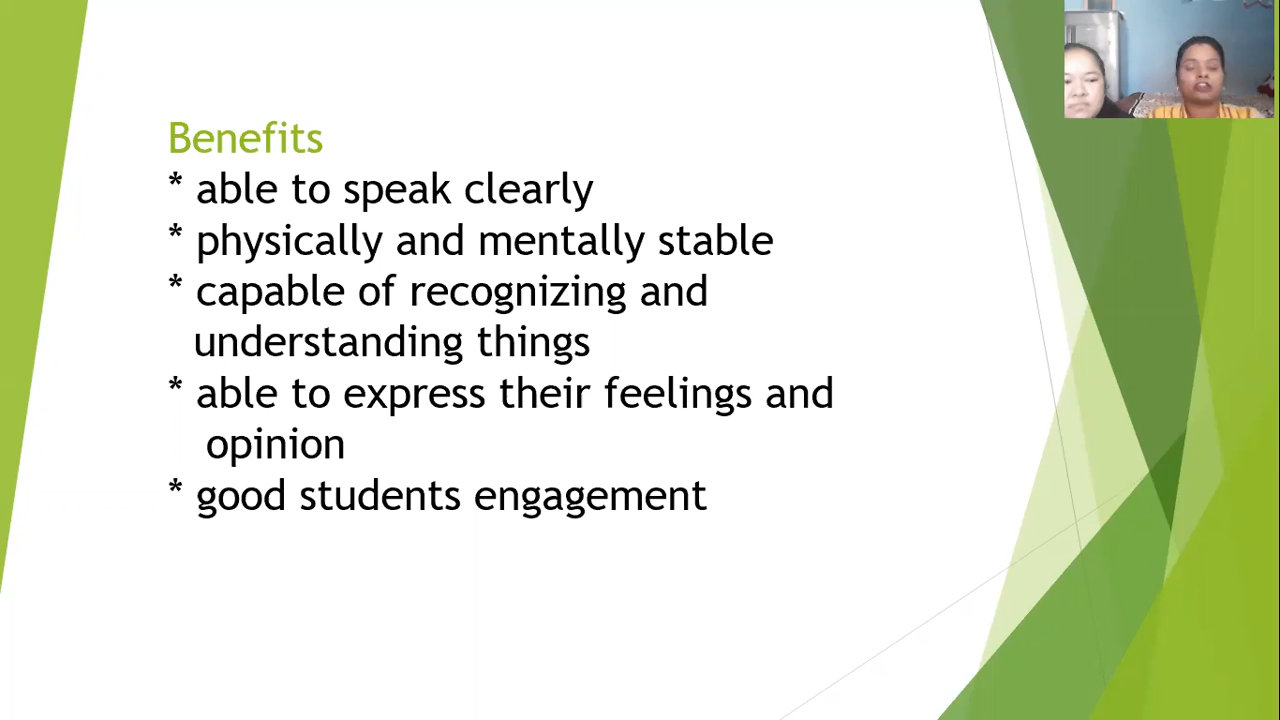 Benefits
* able to speak clearly
* physically and mentally stable
* capable of recognizing and
understanding things
* able to express their feelings and
opinion
* good students engagement